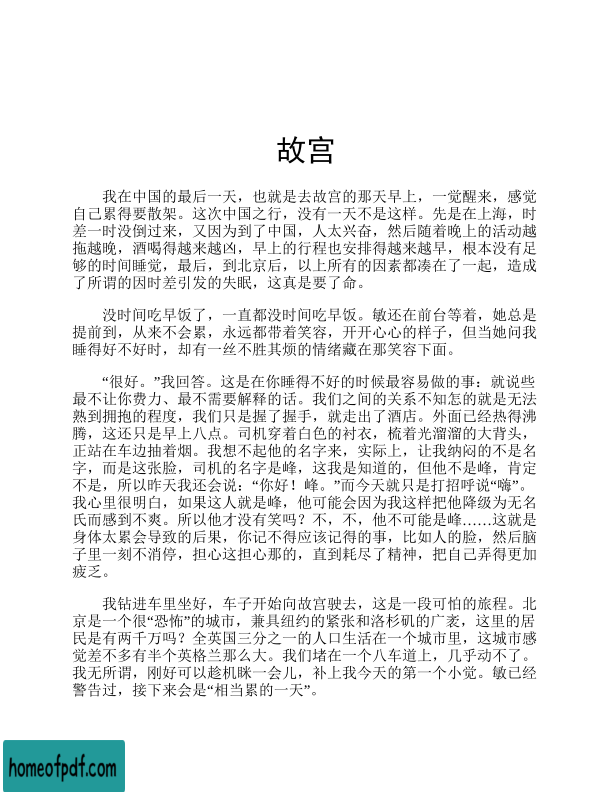 故宫
我在中国的最后一天，也就是去故宫的那天早上，一觉醒来，感觉
自己累得要散架。这次中国之行，没有一天不是这样。先是在上海，时
差一时没倒过来，又因为到了中国，人太兴奋，然后随着晚上的活动越
拖越晚，酒喝得越来越凶，早上的行程也安排得越来越早，根本没有足
够的时间睡觉，最后，到北京后，以上所有的因素都凑在了一起，造成
了所谓的因时差引发的失眠，这真是要了命。
没时间吃早饭了，一直都没时间吃早饭。敏还在前台等着，她总是
提前到，从来不会累，永远都带着笑容，开开心心的样子，但当她问我
睡得好不好时，却有一丝不胜其烦的情绪藏在那笑容下面。
“很好。”我回答。这是在你睡得不好的时候最容易做的事：就说些
最不让你费力、最不需要解释的话。我们之间的关系不知怎的就是无法
熟到拥抱的程度，我们只是握了握手，就走出了酒店。外面已经热得沸
腾，这还只是早上八点。司机穿着白色的衬衣，梳着光溜溜的大背头，
正站在车边抽着烟。我想不起他的名字来，实际上，让我纳闷的不是名
字，而是这张脸，司机的名字是峰，这我是知道的，但他不是峰，肯定
不是，所以昨天我还会说：“你好！峰。”而今天就只是打招呼说“嗨”。
我心里很明白，如果这人就是峰，他可能会因为我这样把他降级为无名
氏而感到不爽。所以他才没有笑吗？不，不，他不可能是峰……这就是
身体太累会导致的后果，你记不得应该记得的事，比如人的脸，然后脑
子里一刻不消停，担心这担心那的，直到耗尽了精神，把自己弄得更加
疲乏。
我钻进车里坐好，车子开始向故宫驶去，这是一段可怕的旅程。北
京是一个很“恐怖”的城市，兼具纽约的紧张和洛杉矶的广袤，这里的居
民是有两千万吗？全英国三分之一的人口生活在一个城市里，这城市感
觉差不多有半个英格兰那么大。我们堵在一个八车道上，几乎动不了。
我无所谓，刚好可以趁机眯一会儿，补上我今天的第一个小觉。敏已经
警告过，接下来会是“相当累的一天”。
homeofpdf.com